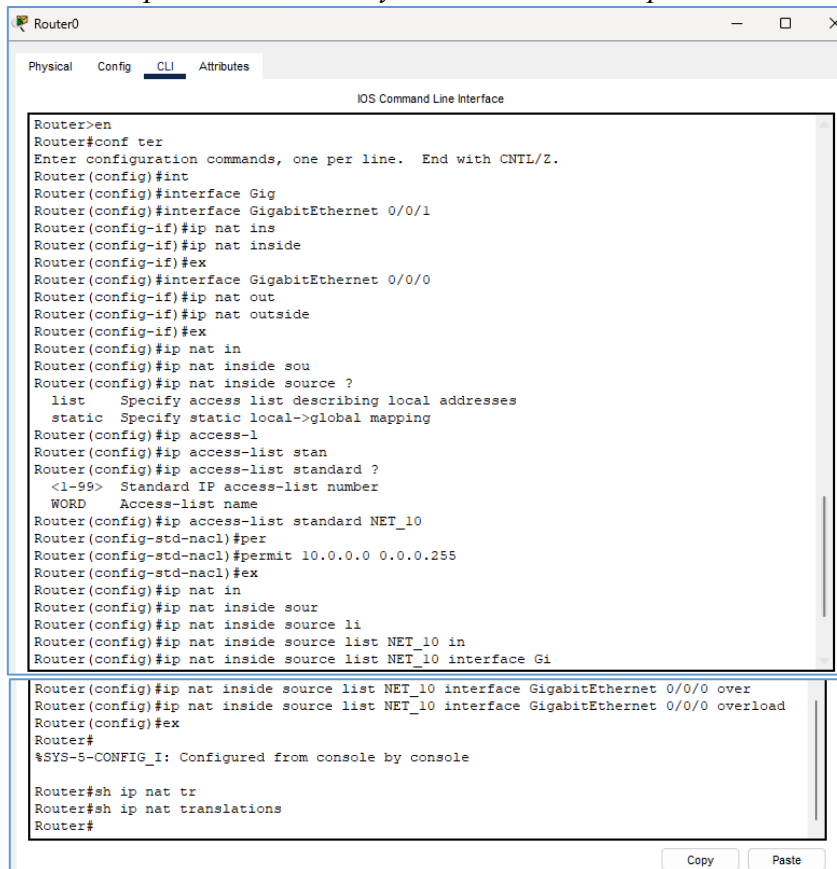 Router0
Physical Config CLI Attributes
IOS Command Line Interface
Router>en
Router#conf ter
Enter configuration commands, one per line.  End with CNTL/Z.
Router(config)#int
Router(config)#interface Gig
Router(config)#interface GigabitEthernet 0/0/1
Router(config-if)#ip nat ins
Router(config-if)#ip nat inside
Router(config-if)#ex
Router(config)#interface GigabitEthernet 0/0/0
Router(config-if)#ip nat out
Router(config-if)#ip nat outside
Router(config-if)#ex
Router(config)#ip nat in
Router(config)#ip nat inside sou
Router(config)#ip nat inside source ?
  list    Specify access list describing local addresses
  static  Specify static local->global mapping
Router(config)#ip access-l
Router(config)#ip access-list stan
Router(config)#ip access-list standard ?
  <1-99>  Standard IP access-list number
  WORD    Access-list name
Router(config)#ip access-list standard NET_10
Router(config-std-nacl)#per
Router(config-std-nacl)#permit 10.0.0.0 0.0.0.255
Router(config-std-nacl)#ex
Router(config)#ip nat in
Router(config)#ip nat inside sour
Router(config)#ip nat inside source li
Router(config)#ip nat inside source list NET_10 in
Router(config)#ip nat inside source list NET_10 interface Gi
Router(config)#ip nat inside source list NET_10 interface GigabitEthernet 0/0/0 over
Router(config)#ip nat inside source list NET_10 interface GigabitEthernet 0/0/0 overload
Router(config)#ex
Router#
%SYS-5-CONFIG_I: Configured from console by console
Router#sh ip nat tr
Router#sh ip nat translations
Router#
Copy Paste